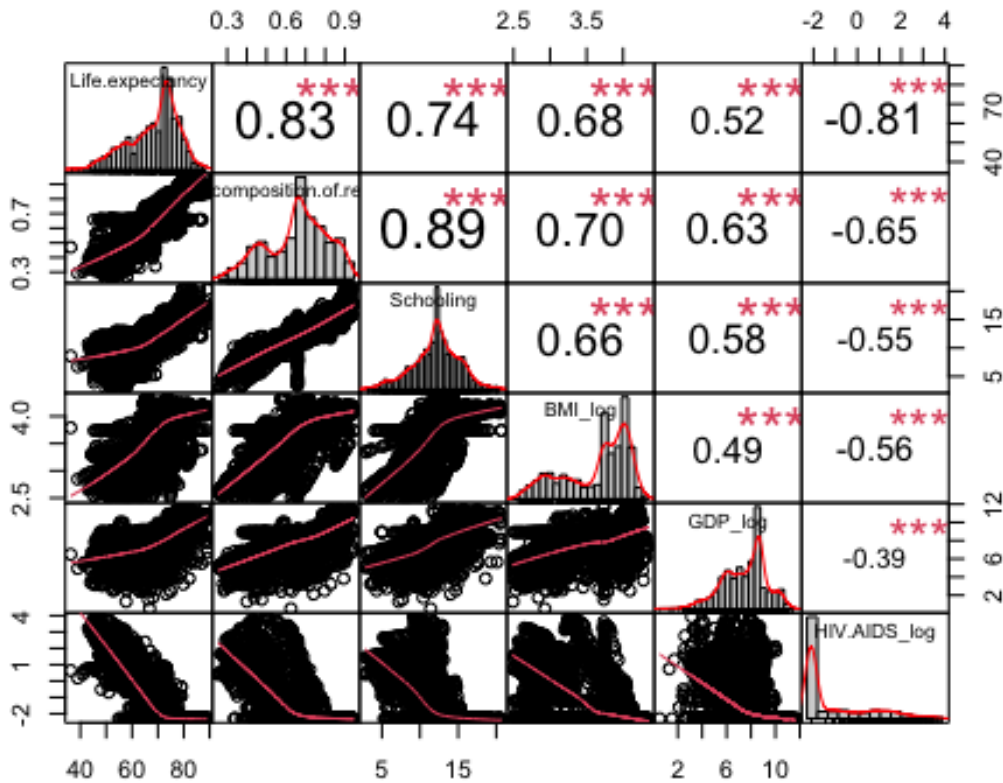 0.3 0.6 0.9 2.5 3.5 -2 0 2 4
Life.expectancy *** 0.83 *** 0.74 *** 0.68 *** 0.52 *** -0.81 40 70
0.3 0.7 composition.of.re *** 0.89 *** 0.70 *** 0.63 *** -0.65
Schooling *** 0.66 *** 0.58 *** -0.55 5 15
2.5 4.0 BMI_log *** 0.49 *** -0.56
GDP_log *** -0.39 2 6 12
-2 1 4 HIV.AIDS_log
40 60 80 5 15 2 6 10